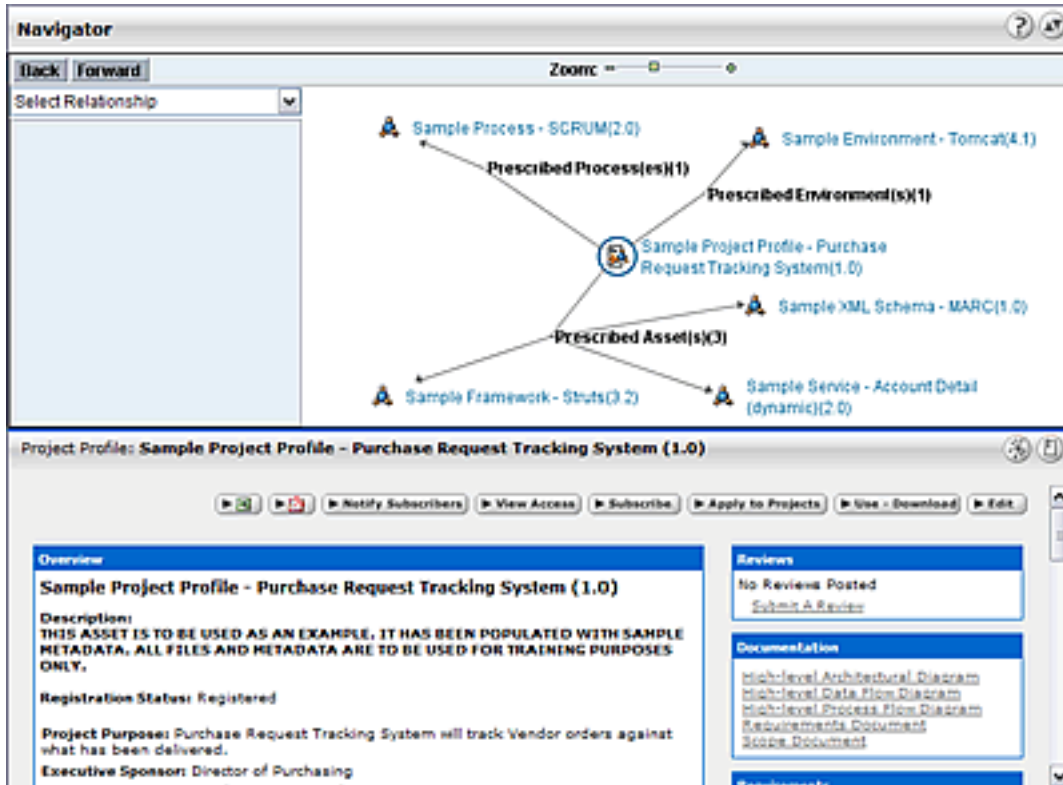 Navigator
Back Forward
Zoom:
Select Relationship
Sample Process - SCRUM(2.0)
Sample Environment - Tomcat(4.1)
Prescribed Process(es)(1)
Prescribed Environment(s)(1)
Sample Project Profile - Purchase
Request Tracking System(1.0)
Sample XML Schema - MARC(1.0)
Prescribed Asset(s)(3)
Sample Framework - Struts(3.2)
Sample Service - Account Detail
(dynamic)(2.0)
Project Profile: Sample Project Profile - Purchase Request Tracking System (1.0)
Notify Subscribers View Access Subscribe Apply to Projects Use - Download Edit
Overview
Sample Project Profile - Purchase Request Tracking System (1.0)
Description:
THIS ASSET IS TO BE USED AS AN EXAMPLE. IT HAS BEEN POPULATED WITH SAMPLE
METADATA. ALL FILES AND METADATA ARE TO BE USED FOR TRAINING PURPOSES
ONLY.
Registration Status: Registered
Project Purpose: Purchase Request Tracking System will track Vendor orders against
what has been delivered.
Executive Sponsor: Director of Purchasing
Reviews
No Reviews Posted
Submit A Review
Documentation
High-level Architectural Diagram
High-level Data Flow Diagram
High-level Process Flow Diagram
Requirements Document
Scope Document
Requirements